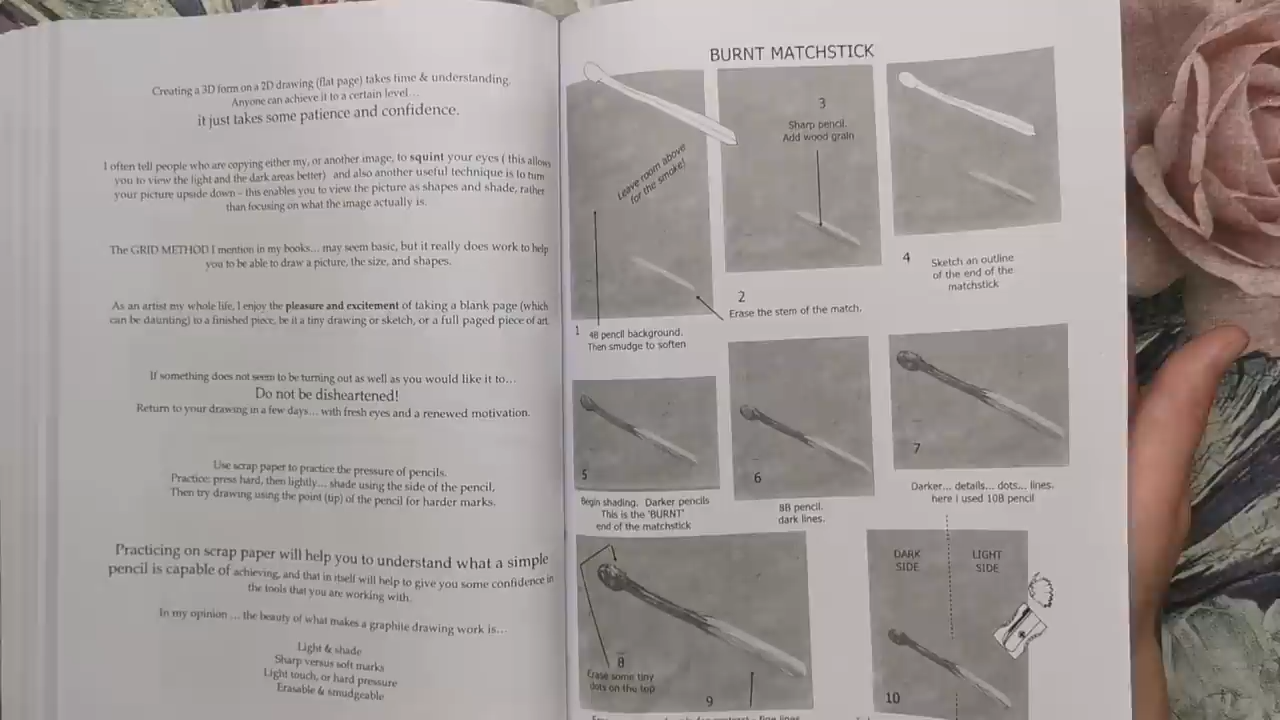 Creating a 3D form on a 2D drawing (flat page) takes time & understanding.
Anyone can achieve it to a certain level…
it just takes some patience and confidence.
I often tell people who are copying either my, or another image, to squint your eyes ( this allows
you to view the light and the dark areas better) and also another useful technique is to turn
your picture upside down – this enables you to view the picture as shapes and shade, rather
than focusing on what the image actually is.
The GRID METHOD I mention in my books… may seem basic, but it really does work to help
you to be able to draw a picture, the size, and shapes.
As an artist my whole life, I enjoy the pleasure and excitement of taking a blank page (which
can be daunting) to a finished piece, be it a tiny drawing or sketch, or a full paged piece of art.
If something does not seem to be turning out as well as you would like it to…
Do not be disheartened!
Return to your drawing in a few days… with fresh eyes and a renewed motivation.
Use scrap paper to practice the pressure of pencils.
Practice: press hard, then lightly… shade using the side of the pencil,
Then try drawing using the point (tip) of the pencil for harder marks.
Practicing on scrap paper will help you to understand what a simple
pencil is capable of achieving, and that in itself will help to give you some confidence in
the tools that you are working with.
In my opinion … the beauty of what makes a graphite drawing work is…
Light & shade
Sharp versus soft marks
Light touch, or hard pressure
Erasable & smudgeable
BURNT MATCHSTICK
Leave room above
for the smoke!
1 4B pencil background.
Then smudge to soften
2
Erase the stem of the match.
3
Sharp pencil.
Add wood grain
4 Sketch an outline
of the end of the
matchstick
5
Begin shading. Darker pencils
This is the 'BURNT'
end of the matchstick
6
8B pencil.
dark lines.
7
Darker... details... dots... lines.
here I used 10B pencil
8
Erase some tiny
dots on the top
9
DARK
SIDE
LIGHT
SIDE
10